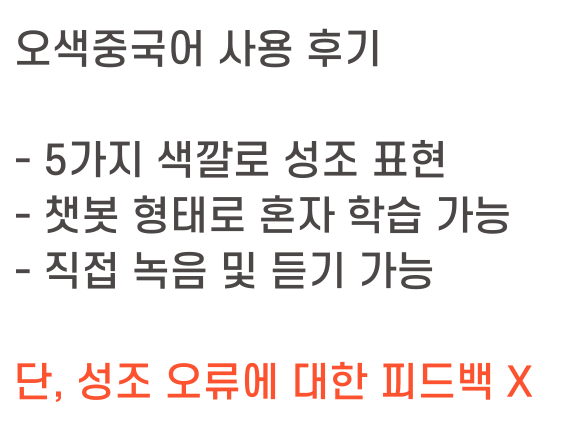 오색중국어 사용 후기
- 5가지 색깔로 성조 표현
- 챗봇 형태로 혼자 학습 가능
- 직접 녹음 및 듣기 가능
단, 성조 오류에 대한 피드백 X